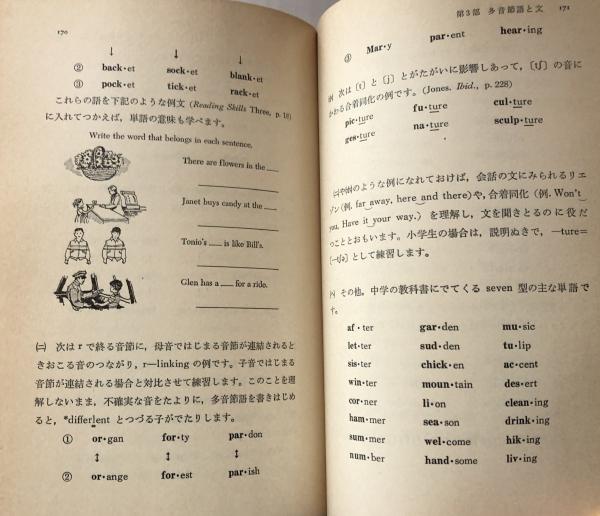 170
↓ ↓ ↓
② back・et sock・et blank・et
③ pock・et tick・et rack・et
これらの語を下記のような例文 (Reading Skills Three, p. 18)
に入れてつかえば，単語の意味も学べます。
Write the word that belongs in each sentence.
There are flowers in the ___
Janet buys candy at the ___
Tonio's ___ is like Bill's.
Glen has a ___ for a ride.
㈡ 次は r で終る音節に，母音ではじまる音節が連結されると
きおこる音のつながり，r—linking の例です。子音ではじまる
音節が連結される場合と対比させて練習します。このことを理
解しないまま，不確実な音をたよりに，多音節語を書きはじめ
ると，*differlent とつづる子がでたりします。
① or・gan for・ty par・don
↕ ↕ ↕
② or・ange for・est par・ish
第3部 多音節語と文 171
③ Mar・y par・ent hear・ing
㈭ 次は〔t〕と〔j〕とがたがいに影響しあって，〔tʃ〕の音に
かわる合着同化の例です。(Jones. Ibid., p. 228)
pic・ture fu・ture cul・ture
ges・ture na・ture sculp・ture
㈡や㈭のような例になれておけば，会話の文にみられるリエ
ゾン(例. far away, here and there)や，合着同化 (例. Won't
you, Have it your way.) を理解し，文を聞きとるのに役だ
つこととおもいます。小学生の場合は，説明ぬきで，—ture=
[—tʃə] として練習します。
㈥ その他，中学の教科書にでてくる seven 型の主な単語で
す。
af・ter gar・den mu・sic
let・ter sud・den tu・lip
sis・ter chick・en ac・cent
win・ter moun・tain des・ert
cor・ner li・on clean・ing
ham・mer sea・son drink・ing
sum・mer wel・come hik・ing
num・ber hand・some liv・ing